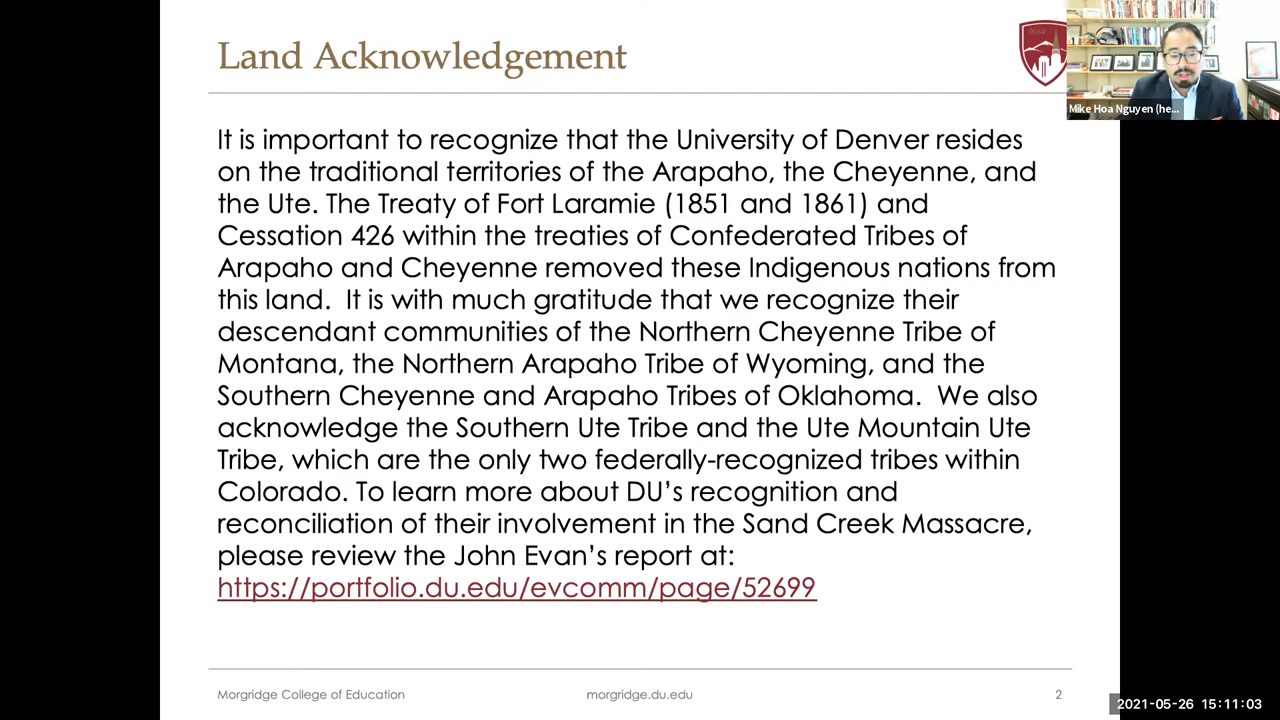 Land Acknowledgement
1864
Mike Hoa Nguyen (he...
It is important to recognize that the University of Denver resides
on the traditional territories of the Arapaho, the Cheyenne, and
the Ute. The Treaty of Fort Laramie (1851 and 1861) and
Cessation 426 within the treaties of Confederated Tribes of
Arapaho and Cheyenne removed these Indigenous nations from
this land.  It is with much gratitude that we recognize their
descendant communities of the Northern Cheyenne Tribe of
Montana, the Northern Arapaho Tribe of Wyoming, and the
Southern Cheyenne and Arapaho Tribes of Oklahoma.  We also
acknowledge the Southern Ute Tribe and the Ute Mountain Ute
Tribe, which are the only two federally-recognized tribes within
Colorado. To learn more about DU’s recognition and
reconciliation of their involvement in the Sand Creek Massacre,
please review the John Evan’s report at:
https://portfolio.du.edu/evcomm/page/52699
Morgridge College of Education
morgridge.du.edu
2
2021-05-26 15:11:03